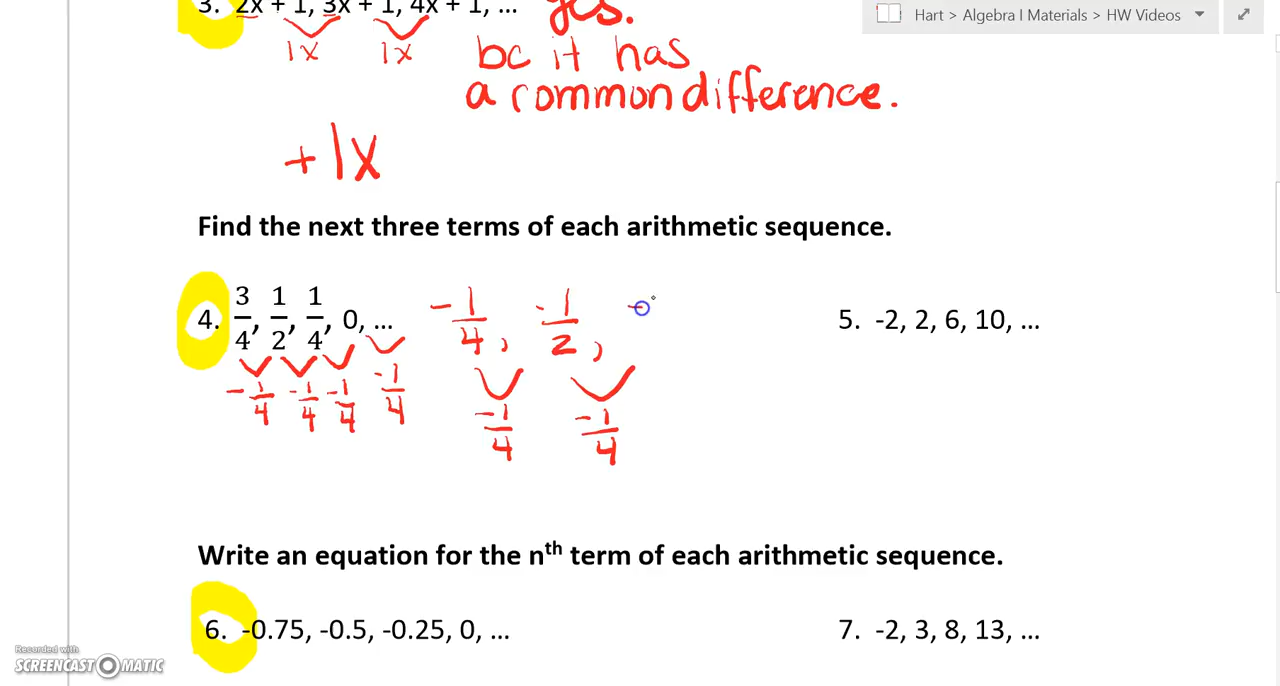 Hart > Algebra I Materials > HW Videos
3. 2x + 1, 3x + 1, 4x + 1, ... yes.
1x 1x bc it has
a common difference.
+1x
Find the next three terms of each arithmetic sequence.
4. 3/4, 1/2, 1/4, 0, ... -1/4, -1/2, -
-1/4 -1/4 -1/4 -1/4 -1/4 -1/4
5. -2, 2, 6, 10, ...
Write an equation for the nth term of each arithmetic sequence.
6. -0.75, -0.5, -0.25, 0, ...
7. -2, 3, 8, 13, ...
Recorded with
SCREENCAST-O-MATIC